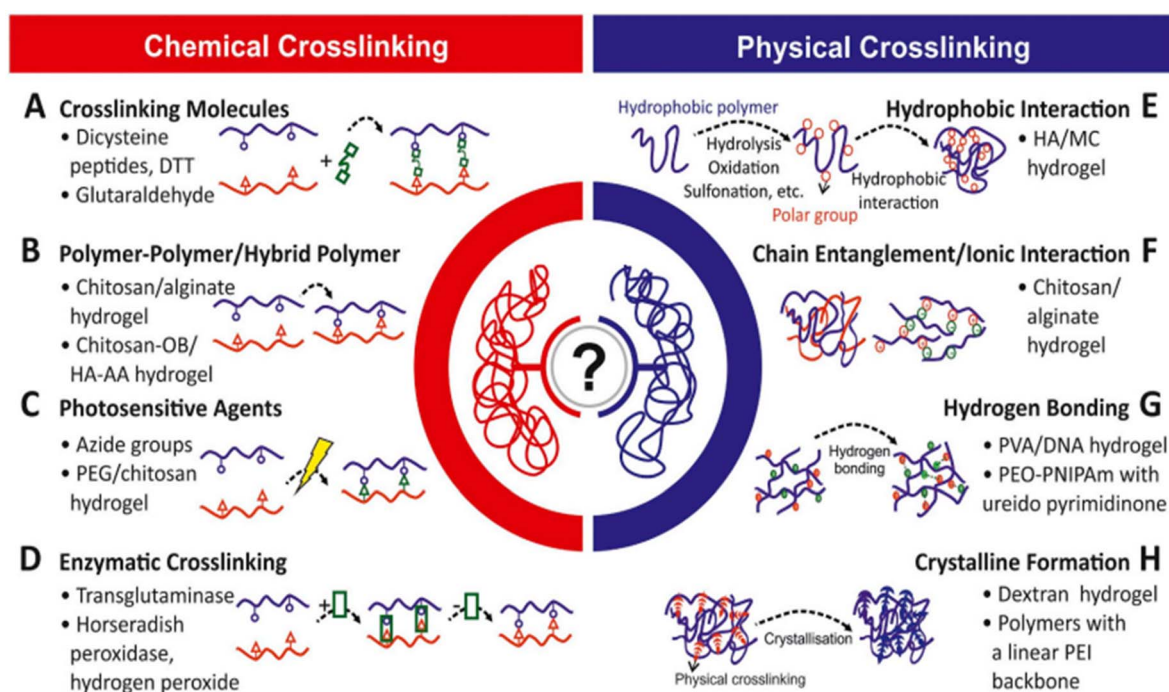 Chemical Crosslinking
Physical Crosslinking
A Crosslinking Molecules
• Dicysteine
peptides, DTT
• Glutaraldehyde
+
B Polymer-Polymer/Hybrid Polymer
• Chitosan/alginate
hydrogel
• Chitosan-OB/
HA-AA hydrogel
C Photosensitive Agents
• Azide groups
• PEG/chitosan
hydrogel
D Enzymatic Crosslinking
• Transglutaminase
• Horseradish
peroxidase,
hydrogen peroxide
+
-
?
Hydrophobic Interaction E
• HA/MC
hydrogel
Hydrophobic polymer
Hydrolysis
Oxidation
Sulfonation, etc.
Polar group
Hydrophobic
interaction
Chain Entanglement/Ionic Interaction F
• Chitosan/
alginate
hydrogel
Hydrogen Bonding G
Hydrogen
bonding
• PVA/DNA hydrogel
• PEO-PNIPAm with
ureido pyrimidinone
Crystalline Formation H
• Dextran hydrogel
• Polymers with
a linear PEI
backbone
Crystallisation
Physical crosslinking